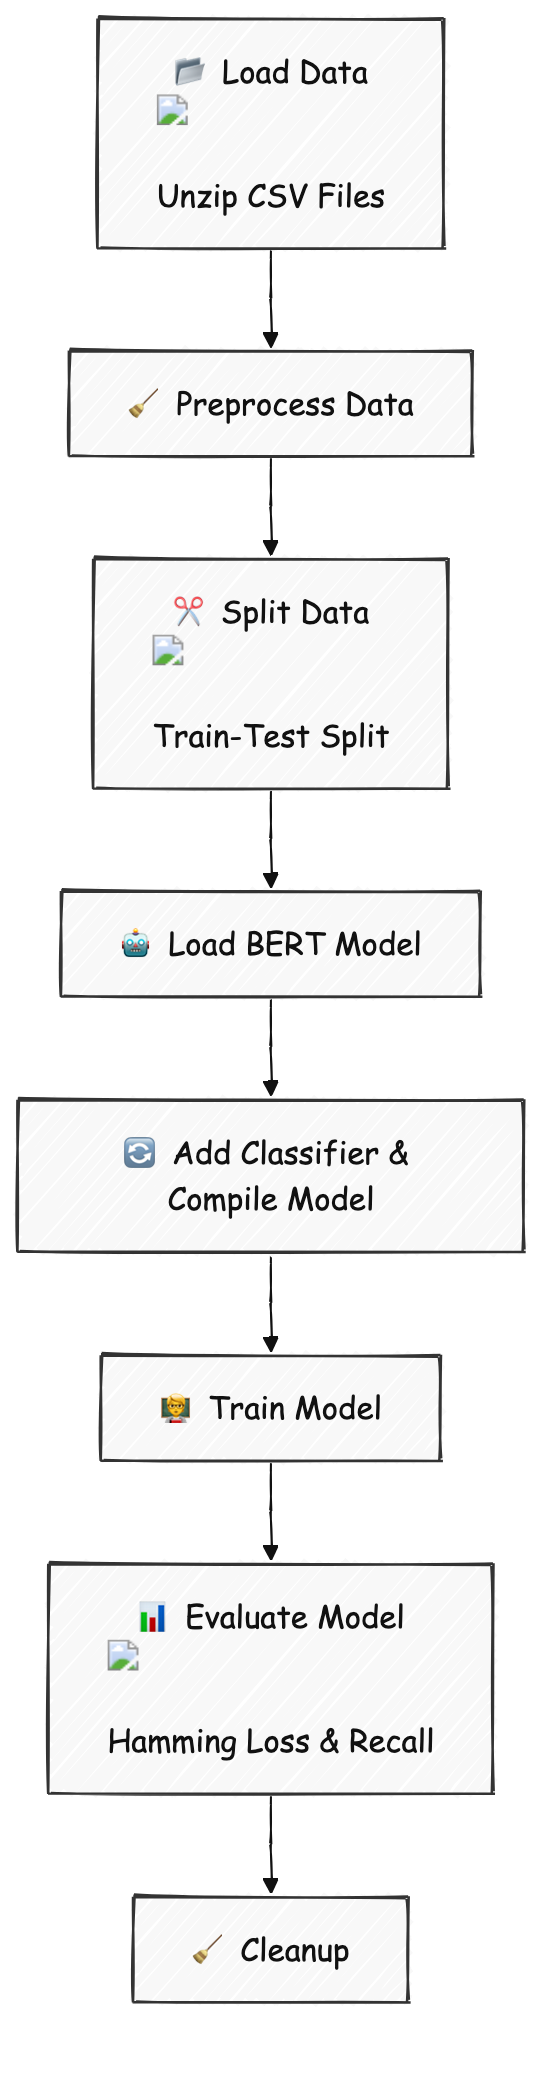 Load Data
Unzip CSV Files
Preprocess Data
Split Data
Train-Test Split
Load BERT Model
Add Classifier &
Compile Model
Train Model
Evaluate Model
Hamming Loss & Recall
Cleanup